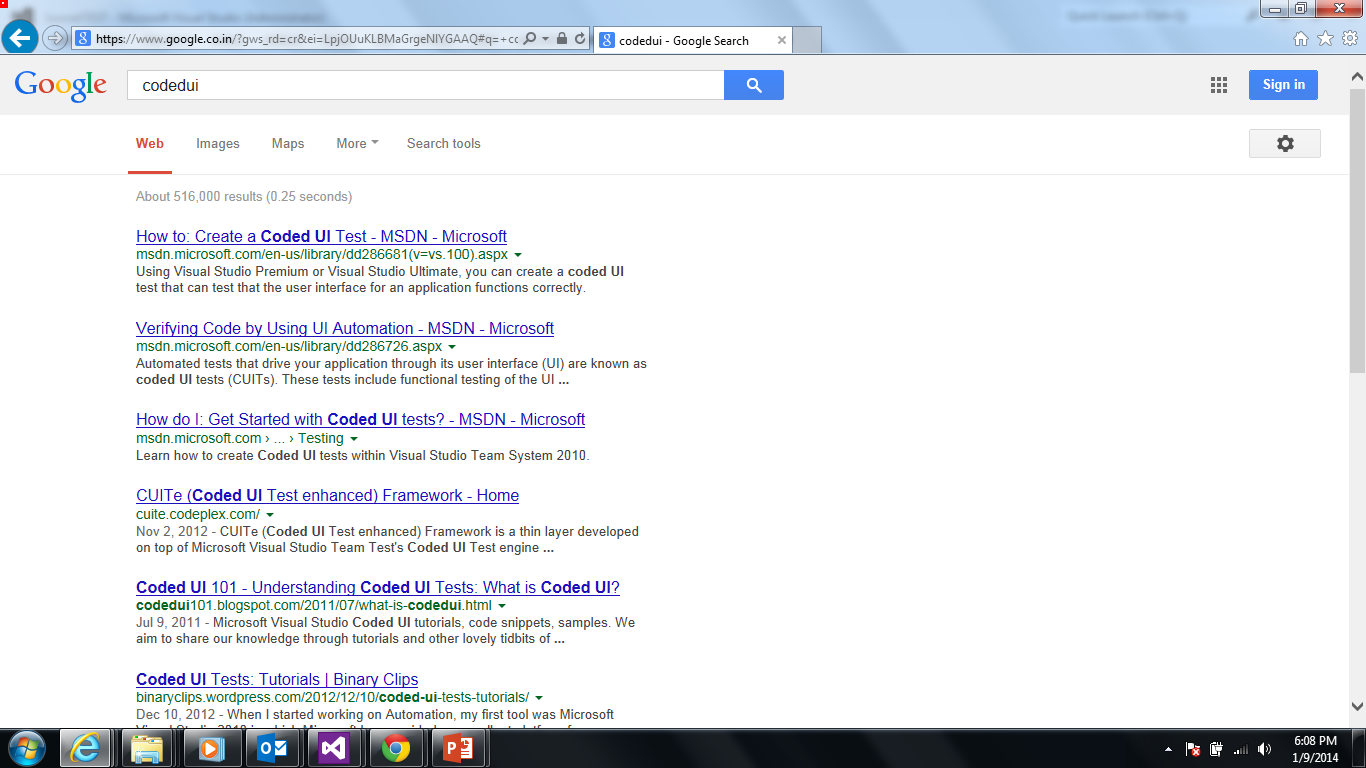 https://www.google.co.in/?gws_rd=cr&ei=LpjOUuKLBMaGrgeNIYGAAQ#q=+cc
codedui - Google Search
Google
codedui
Sign in
Web Images Maps More Search tools
About 516,000 results (0.25 seconds)
How to: Create a Coded UI Test - MSDN - Microsoft
msdn.microsoft.com/en-us/library/dd286681(v=vs.100).aspx
Using Visual Studio Premium or Visual Studio Ultimate, you can create a coded UI
test that can test that the user interface for an application functions correctly.
Verifying Code by Using UI Automation - MSDN - Microsoft
msdn.microsoft.com/en-us/library/dd286726.aspx
Automated tests that drive your application through its user interface (UI) are known as
coded UI tests (CUITs). These tests include functional testing of the UI ...
How do I: Get Started with Coded UI tests? - MSDN - Microsoft
msdn.microsoft.com › ... › Testing
Learn how to create Coded UI tests within Visual Studio Team System 2010.
CUITe (Coded UI Test enhanced) Framework - Home
cuite.codeplex.com/
Nov 2, 2012 - CUITe (Coded UI Test enhanced) Framework is a thin layer developed
on top of Microsoft Visual Studio Team Test's Coded UI Test engine ...
Coded UI 101 - Understanding Coded UI Tests: What is Coded UI?
codedui101.blogspot.com/2011/07/what-is-codedui.html
Jul 9, 2011 - Microsoft Visual Studio Coded UI tutorials, code snippets, samples. We
aim to share our knowledge through tutorials and other lovely tidbits of ...
Coded UI Tests: Tutorials | Binary Clips
binaryclips.wordpress.com/2012/12/10/coded-ui-tests-tutorials/
Dec 10, 2012 - When I started working on Automation, my first tool was Microsoft
6:08 PM
1/9/2014